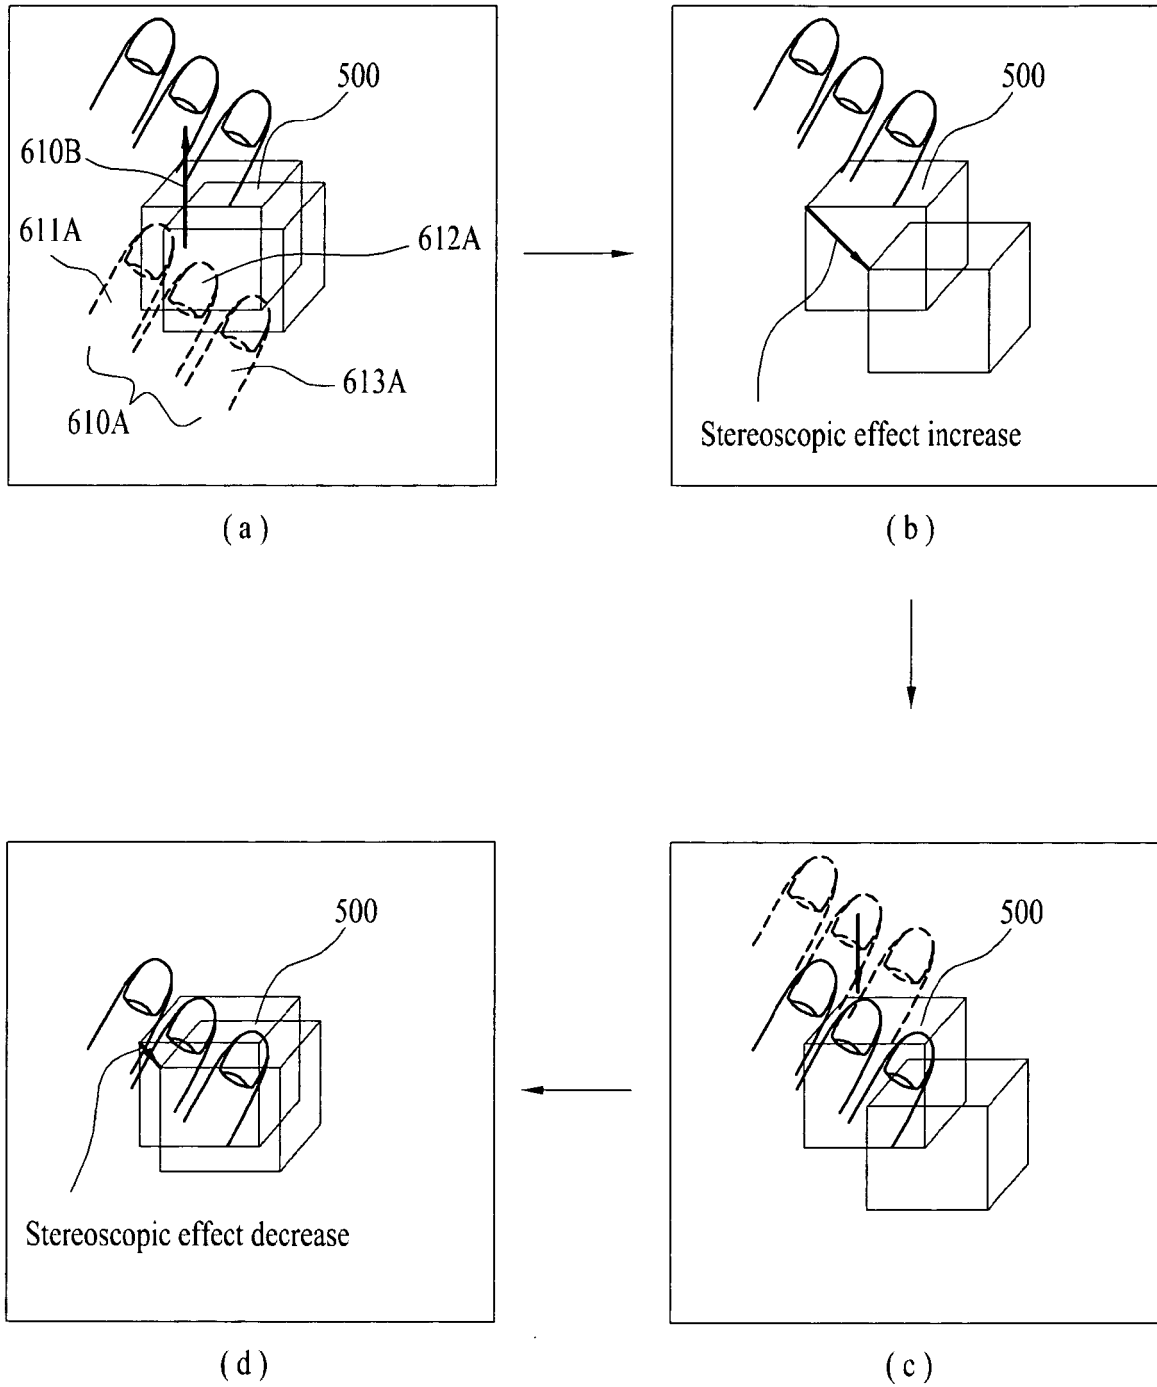 500
610B
611A
612A
613A
610A
( a )
500
Stereoscopic effect increase
( b )
500
Stereoscopic effect decrease
( d )
500
( c )